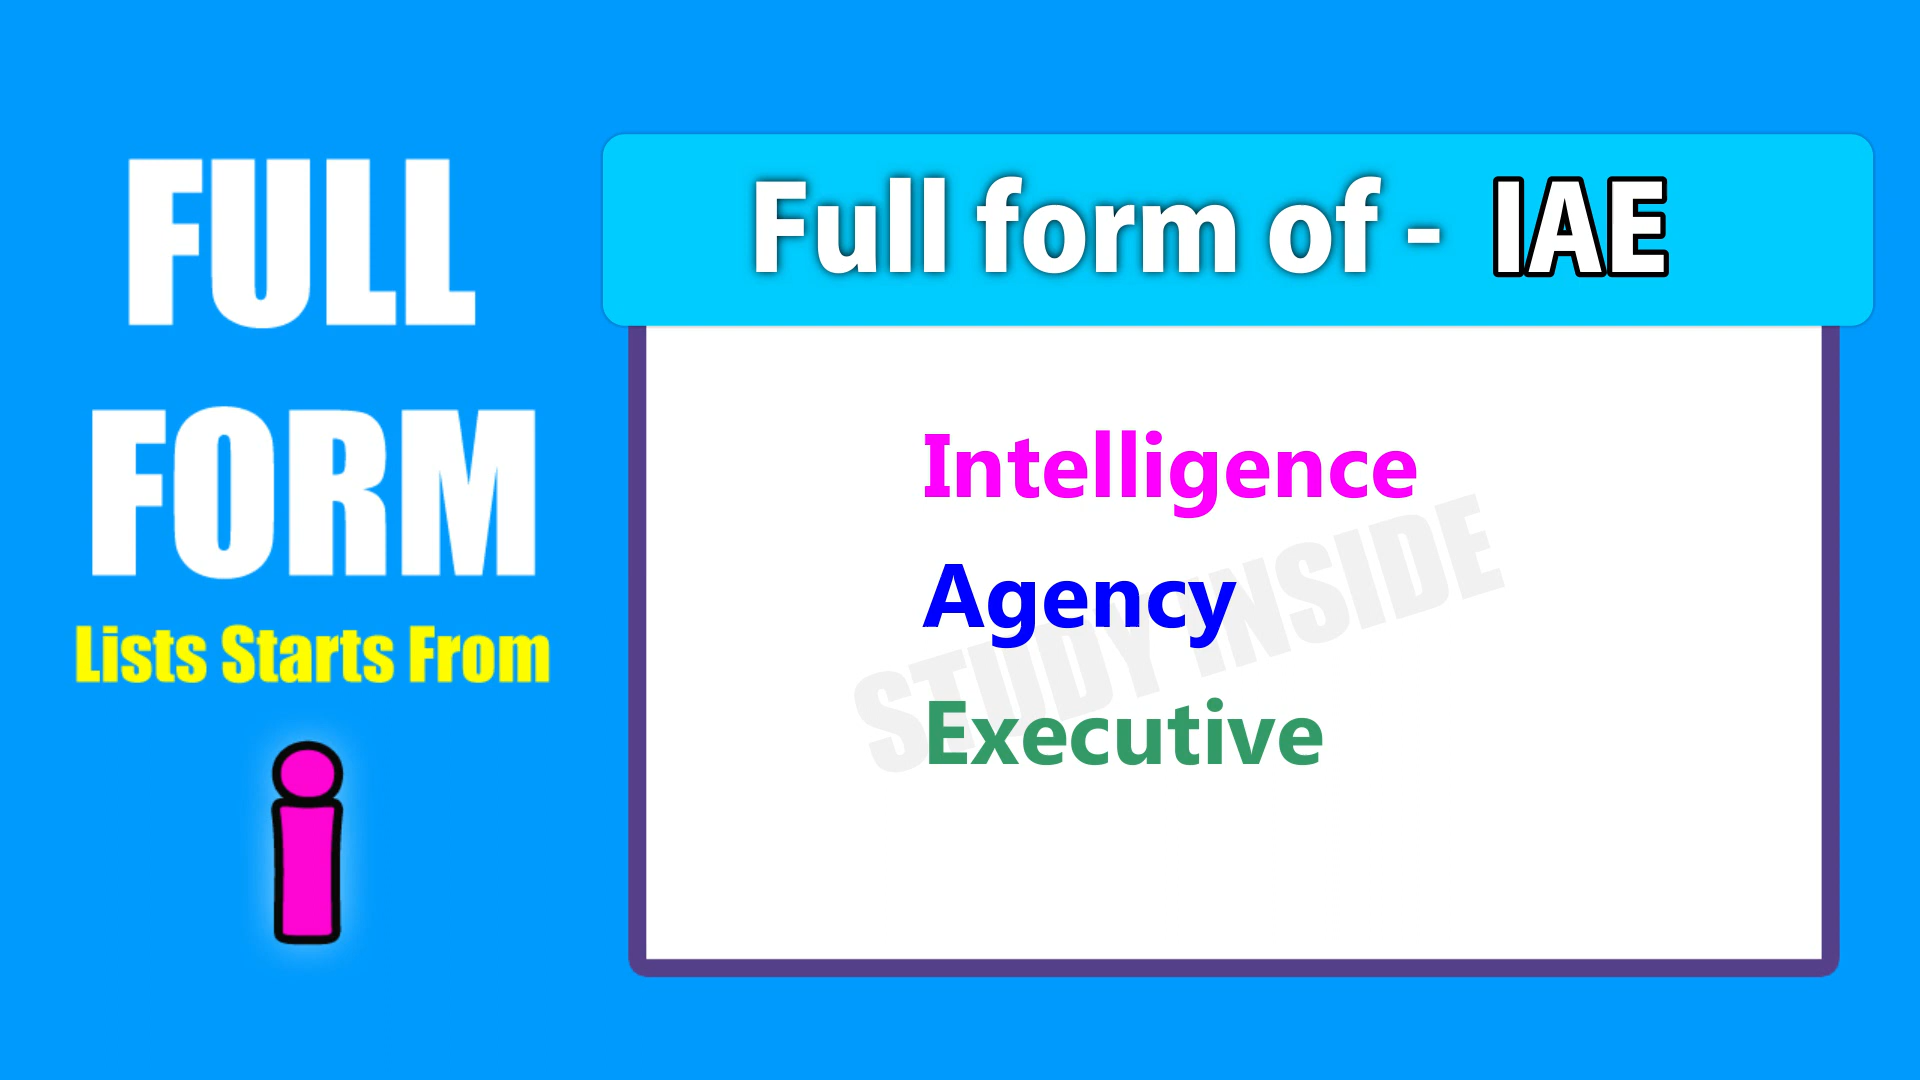 FULL
FORM
Lists Starts From
i
Full form of - IAE
Intelligence
Agency
Executive
STUDY INSIDE